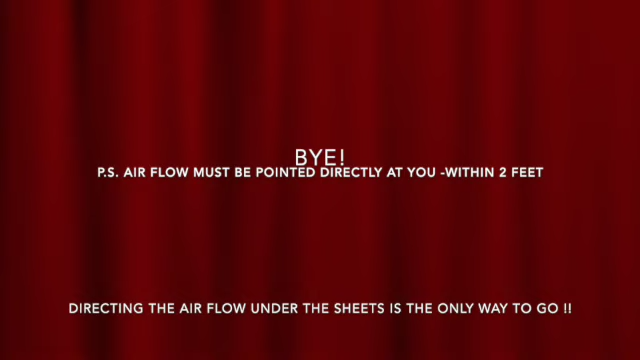 BYE!
P.S. AIR FLOW MUST BE POINTED DIRECTLY AT YOU -WITHIN 2 FEET
DIRECTING THE AIR FLOW UNDER THE SHEETS IS THE ONLY WAY TO GO !!